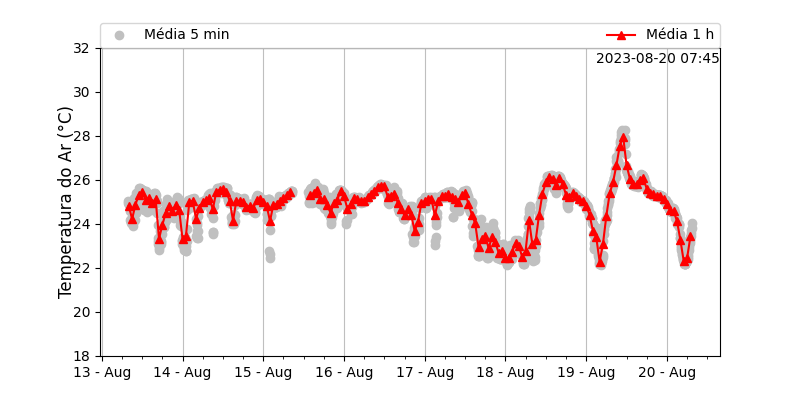 Média 5 min
Média 1 h
2023-08-20 07:45
Temperatura do Ar (°C)
32
30
28
26
24
22
20
18
13 - Aug
14 - Aug
15 - Aug
16 - Aug
17 - Aug
18 - Aug
19 - Aug
20 - Aug